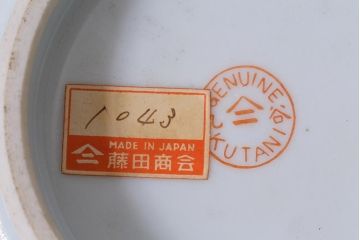 1043
MADE IN JAPAN
藤田商会
GENUINE
KUTANI